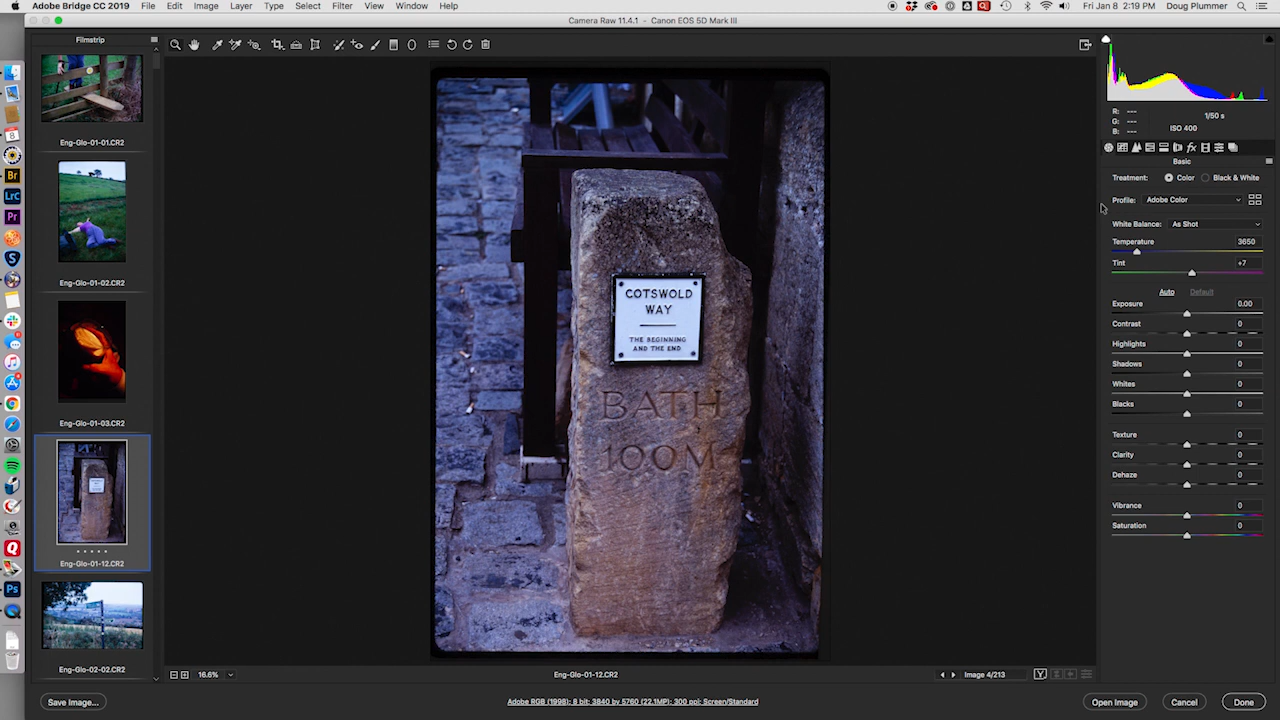 Adobe Bridge CC 2019 File Edit Image Layer Type Select Filter View Window Help
Fri Jan 8 2:19 PM Doug Plummer
Camera Raw 11.4.1 - Canon EOS 5D Mark III
Filmstrip
Eng-Glo-01-01.CR2
Eng-Glo-01-02.CR2
Eng-Glo-01-03.CR2
Eng-Glo-01-12.CR2
Eng-Glo-02-02.CR2
COTSWOLD
WAY
THE BEGINNING
AND THE END
BATH
100M
R: ---
G: ---
B: ---
1/50 s
ISO 400
Basic
Treatment: Color Black & White
Profile: Adobe Color
White Balance: As Shot
Temperature 3650
Tint +7
Auto Default
Exposure 0.00
Contrast 0
Highlights 0
Shadows 0
Whites 0
Blacks 0
Texture 0
Clarity 0
Dehaze 0
Vibrance 0
Saturation 0
8
Br
LrC
Pr
S
Q
Ps
16.6%
Eng-Glo-01-12.CR2
Image 4/213
Y
Save Image...
Adobe RGB (1998); 8 bit; 3840 by 5760 (22.1MP); 300 ppi; Screen/Standard
Open Image Cancel Done